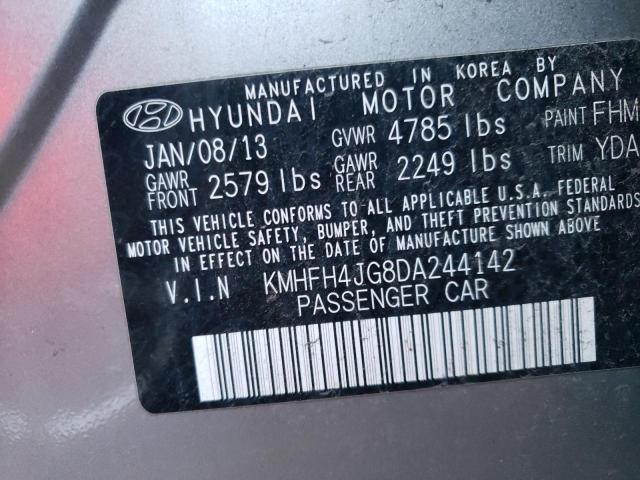 MANUFACTURED IN KOREA BY
HYUNDAI MOTOR COMPANY
JAN/08/13 GVWR 4785 lbs PAINT FHM
GAWR FRONT 2579 lbs GAWR REAR 2249 lbs TRIM YDA
THIS VEHICLE CONFORMS TO ALL APPLICABLE U.S.A. FEDERAL
MOTOR VEHICLE SAFETY, BUMPER, AND THEFT PREVENTION STANDARDS
IN EFFECT ON THE DATE OF MANUFACTURE SHOWN ABOVE
V.I.N KMHFH4JG8DA244142
PASSENGER CAR